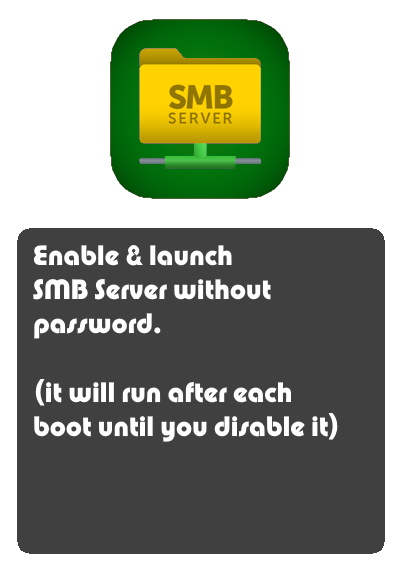 SMB
SERVER
Enable & launch
SMB Server without
password.
(it will run after each
boot until you disable it)